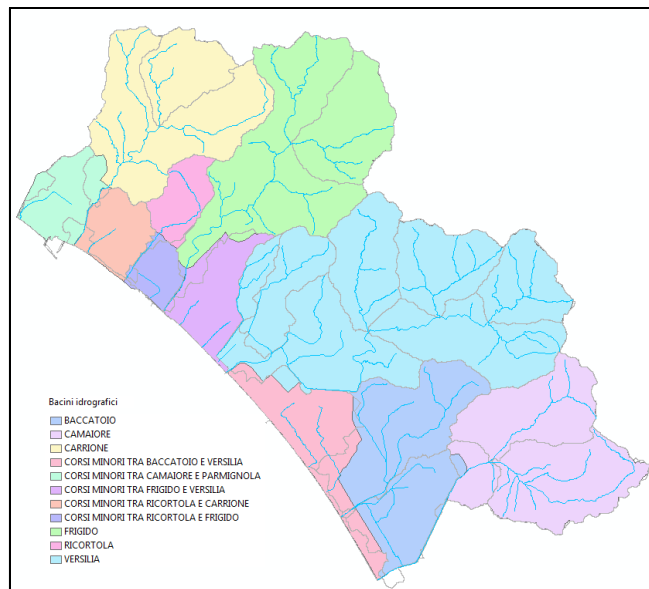 Bacini idrografici
BACCATOIO
CAMAIORE
CARRIONE
CORSI MINORI TRA BACCATOIO E VERSILIA
CORSI MINORI TRA CAMAIORE E PARMIGNOLA
CORSI MINORI TRA FRIGIDO E VERSILIA
CORSI MINORI TRA RICORTOLA E CARRIONE
CORSI MINORI TRA RICORTOLA E FRIGIDO
FRIGIDO
RICORTOLA
VERSILIA